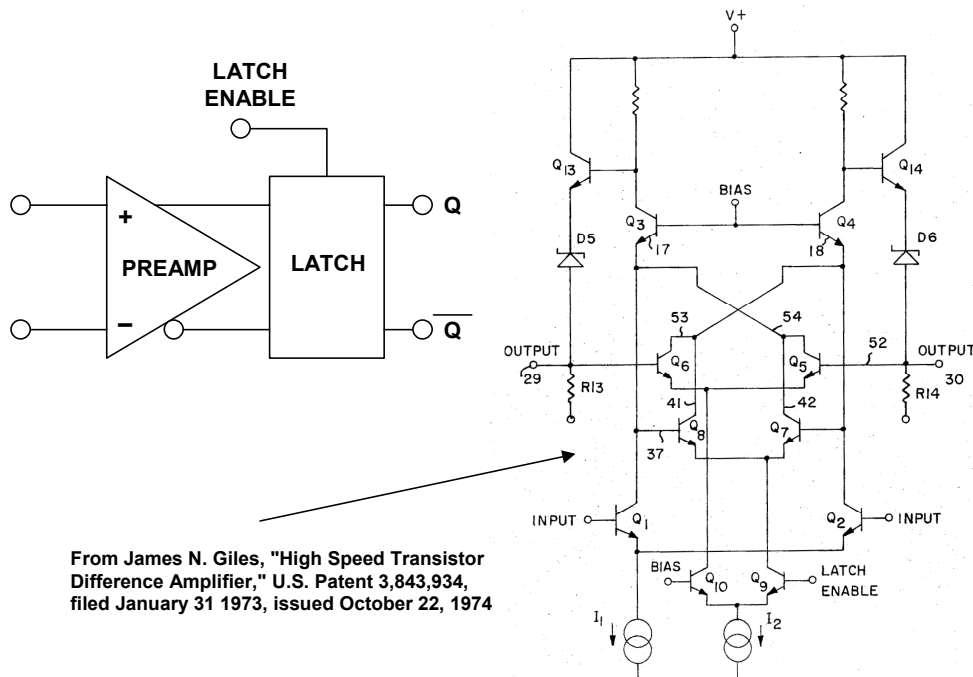 LATCH
ENABLE
+
PREAMP
−
LATCH
Q
Q
From James N. Giles, "High Speed Transistor
Difference Amplifier," U.S. Patent 3,843,934,
filed January 31 1973, issued October 22, 1974
V+
Q13
Q14
BIAS
Q3
Q4
17
18
D5
D6
53
54
OUTPUT
29
Q6
Q5
52
OUTPUT
30
R13
R14
41
42
Q8
Q7
37
INPUT
Q1
Q2
INPUT
BIAS
Q10
Q9
LATCH
ENABLE
I1
I2